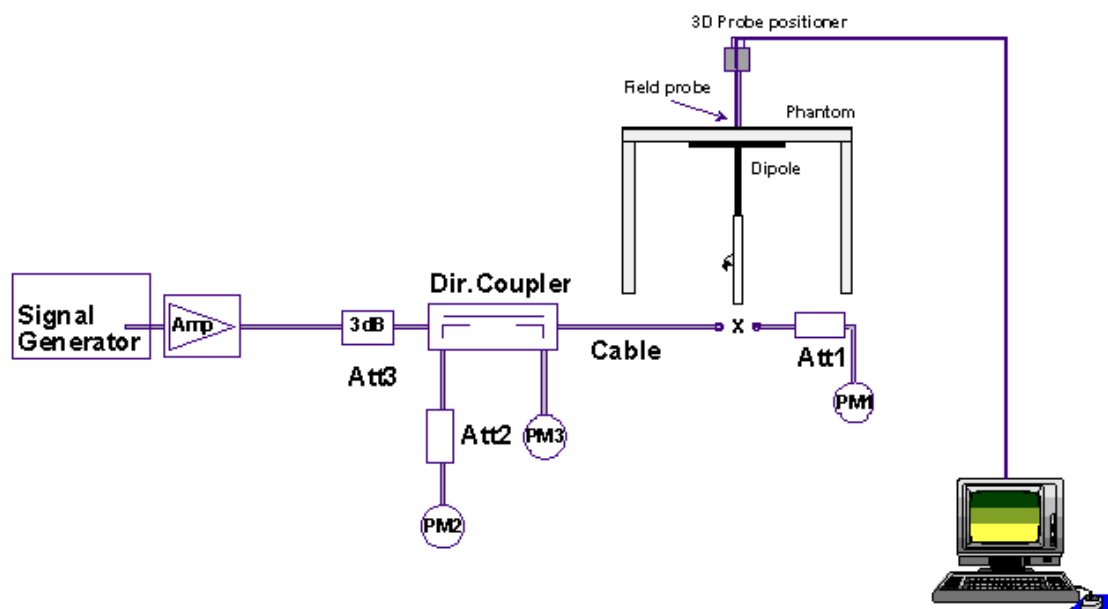 3D Probe positioner
Field probe
Phantom
Dipole
Signal
Generator
Amp
3dB
Att3
Dir.Coupler
Cable
X
Att1
PM1
Att2
PM3
PM2